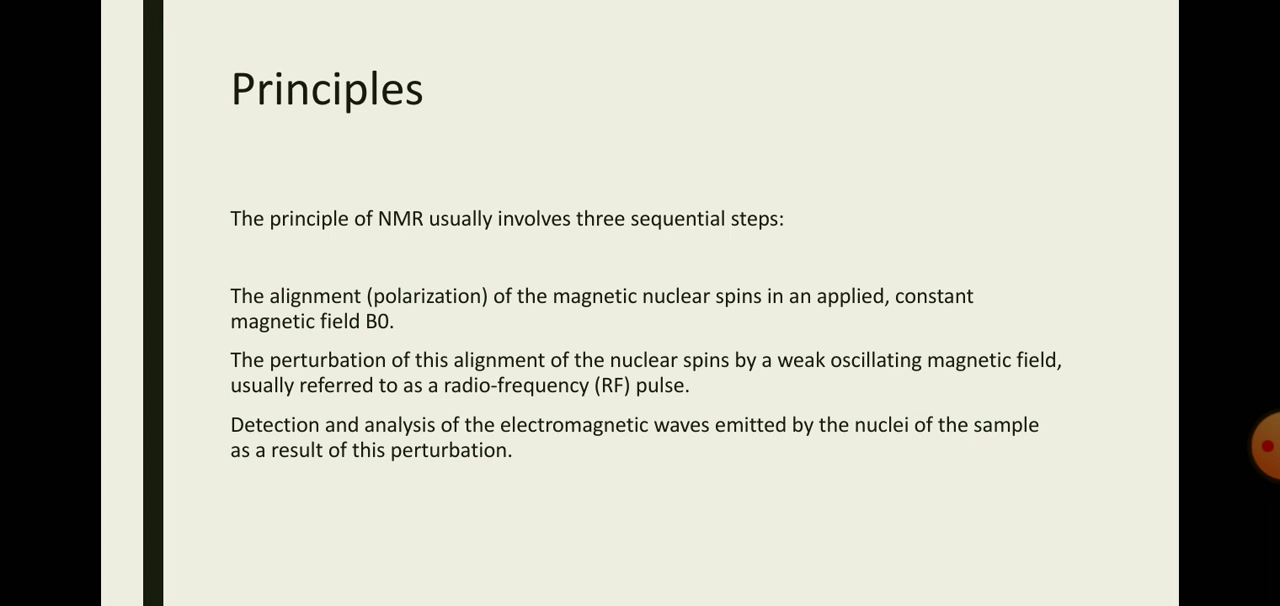 Principles
The principle of NMR usually involves three sequential steps:
The alignment (polarization) of the magnetic nuclear spins in an applied, constant
magnetic field B0.
The perturbation of this alignment of the nuclear spins by a weak oscillating magnetic field,
usually referred to as a radio-frequency (RF) pulse.
Detection and analysis of the electromagnetic waves emitted by the nuclei of the sample
as a result of this perturbation.